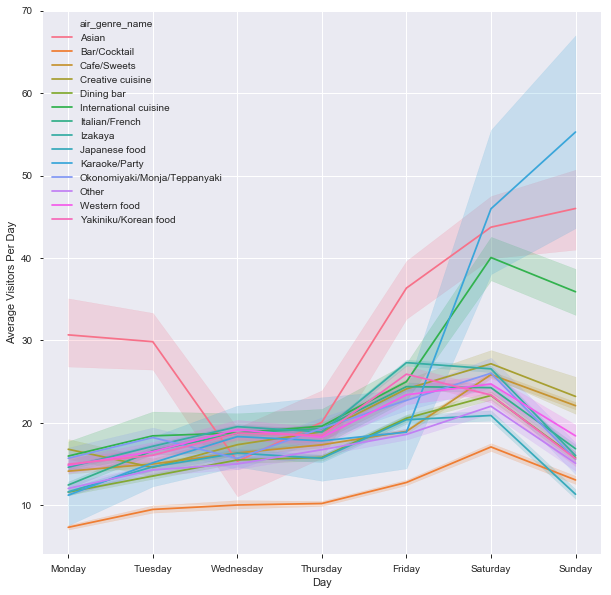 70
60
50
40
30
20
10
Average Visitors Per Day
air_genre_name
Asian
Bar/Cocktail
Cafe/Sweets
Creative cuisine
Dining bar
International cuisine
Italian/French
Izakaya
Japanese food
Karaoke/Party
Okonomiyaki/Monja/Teppanyaki
Other
Western food
Yakiniku/Korean food
Monday Tuesday Wednesday Thursday Friday Saturday Sunday
Day